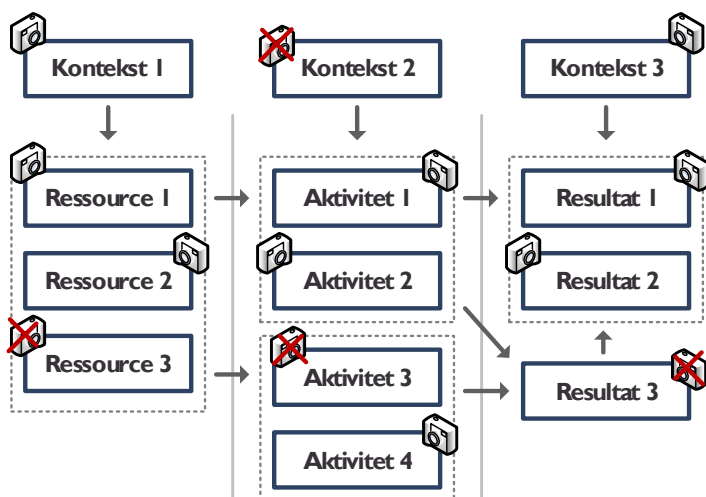 Kontekst 1
Kontekst 2
Kontekst 3
Ressource 1
Aktivitet 1
Resultat 1
Ressource 2
Aktivitet 2
Resultat 2
Ressource 3
Aktivitet 3
Resultat 3
Aktivitet 4